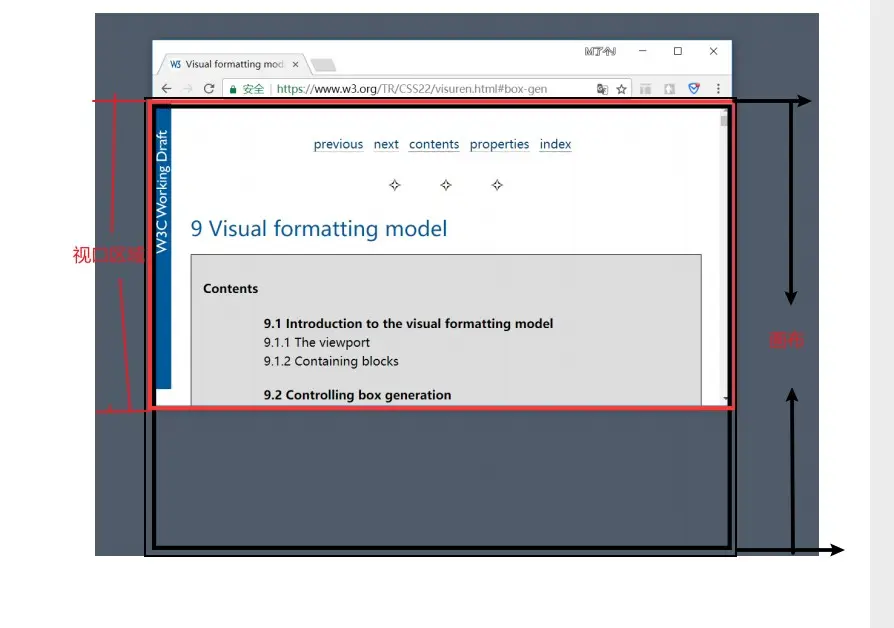 MTAN
W3 Visual formatting mod
安全 | https://www.w3.org/TR/CSS22/visuren.html#box-gen
W3C Working Draft
previous next contents properties index
9 Visual formatting model
Contents
9.1 Introduction to the visual formatting model
9.1.1 The viewport
9.1.2 Containing blocks
9.2 Controlling box generation
视口区域
画布